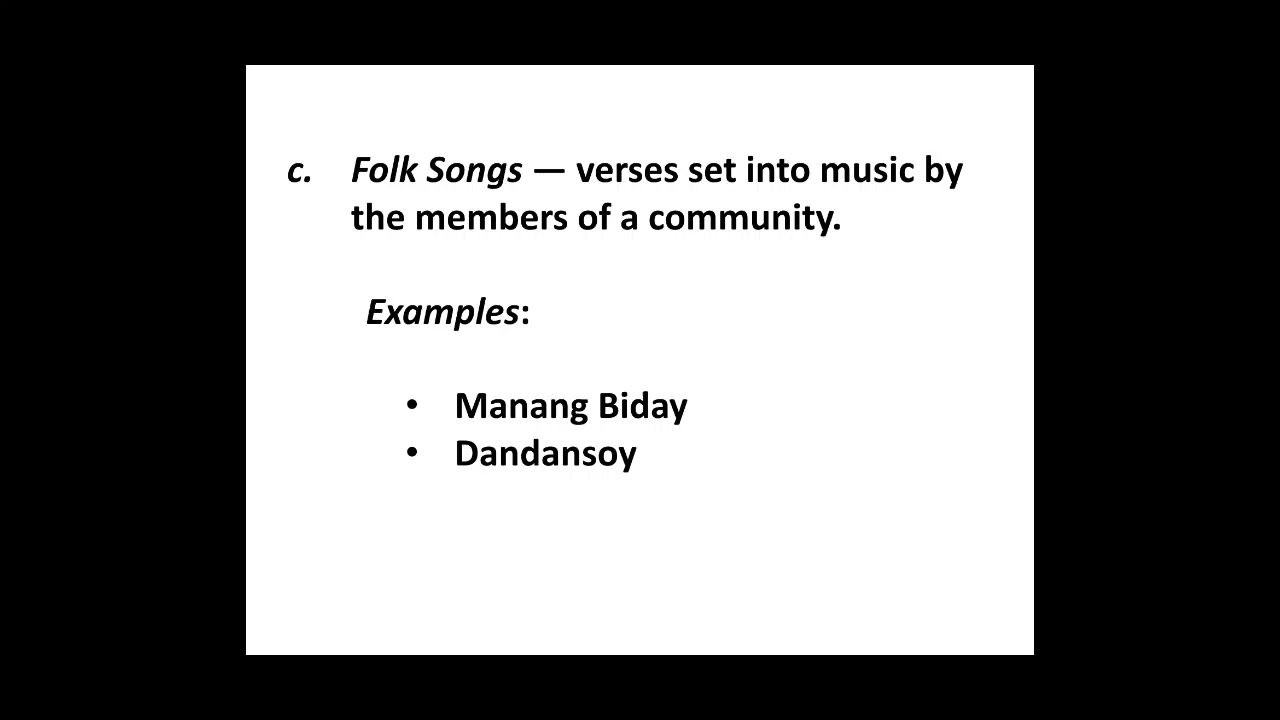 c. Folk Songs — verses set into music by
the members of a community.
Examples:
• Manang Biday
• Dandansoy